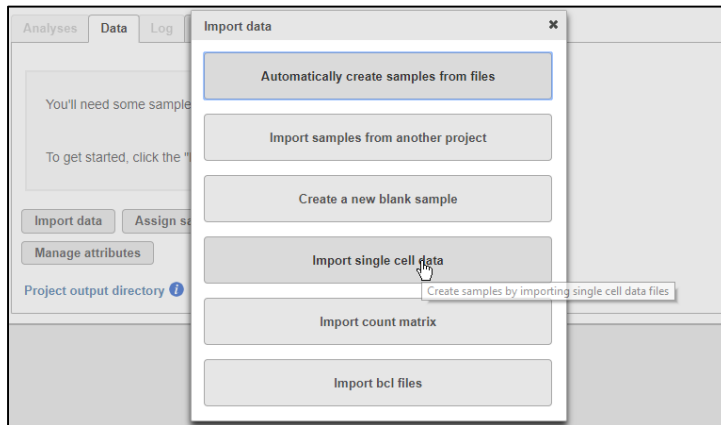 Analyses Data Log
Import data
Automatically create samples from files
You'll need some sample
Import samples from another project
To get started, click the "
Create a new blank sample
Import data Assign sa
Import single cell data
Manage attributes
Create samples by importing single cell data files
Project output directory
Import count matrix
Import bcl files